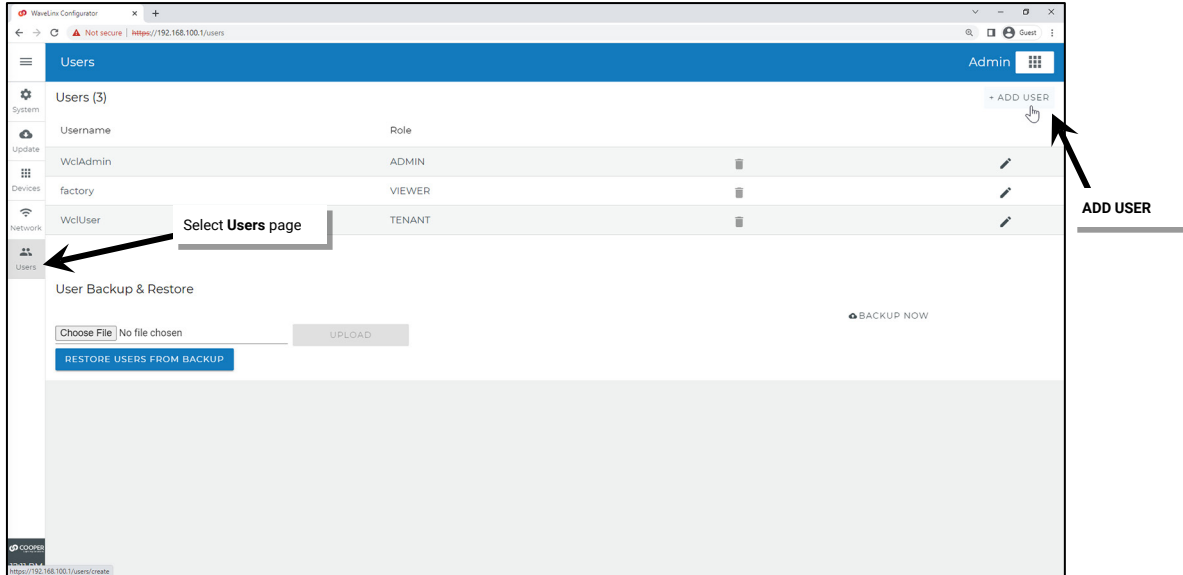 WaveLinx Configurator
Not secure | https://192.168.100.1/users
Guest
Users
Admin
System
Users (3)
+ ADD USER
Username
Role
Update
WclAdmin
ADMIN
Devices
factory
VIEWER
ADD USER
WclUser
TENANT
Select Users page
Network
Users
User Backup & Restore
BACKUP NOW
Choose File No file chosen
UPLOAD
RESTORE USERS FROM BACKUP
COOPER
https://192.168.100.1/users/create